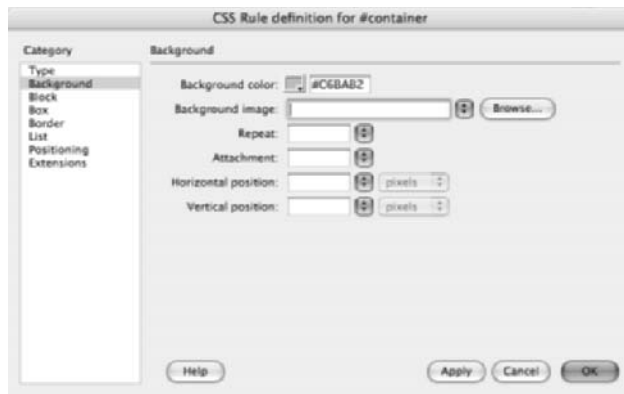 CSS Rule definition for #container
Category
Type
Background
Block
Box
Border
List
Positioning
Extensions
Background
Background color: #C6BAB2
Background image: Browse...
Repeat:
Attachment:
Horizontal position: pixels
Vertical position: pixels
Help
Apply Cancel OK